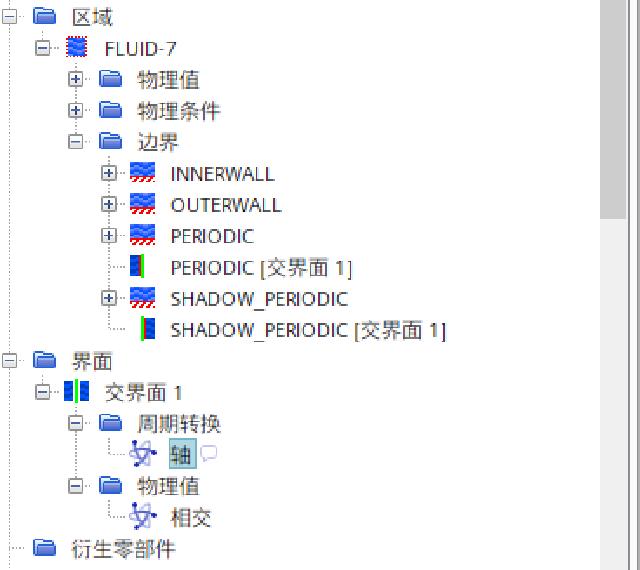 区域
FLUID-7
物理值
物理条件
边界
INNERWALL
OUTERWALL
PERIODIC
PERIODIC [交界面 1]
SHADOW_PERIODIC
SHADOW_PERIODIC [交界面 1]
界面
交界面 1
周期转换
轴
物理值
相交
衍生零部件